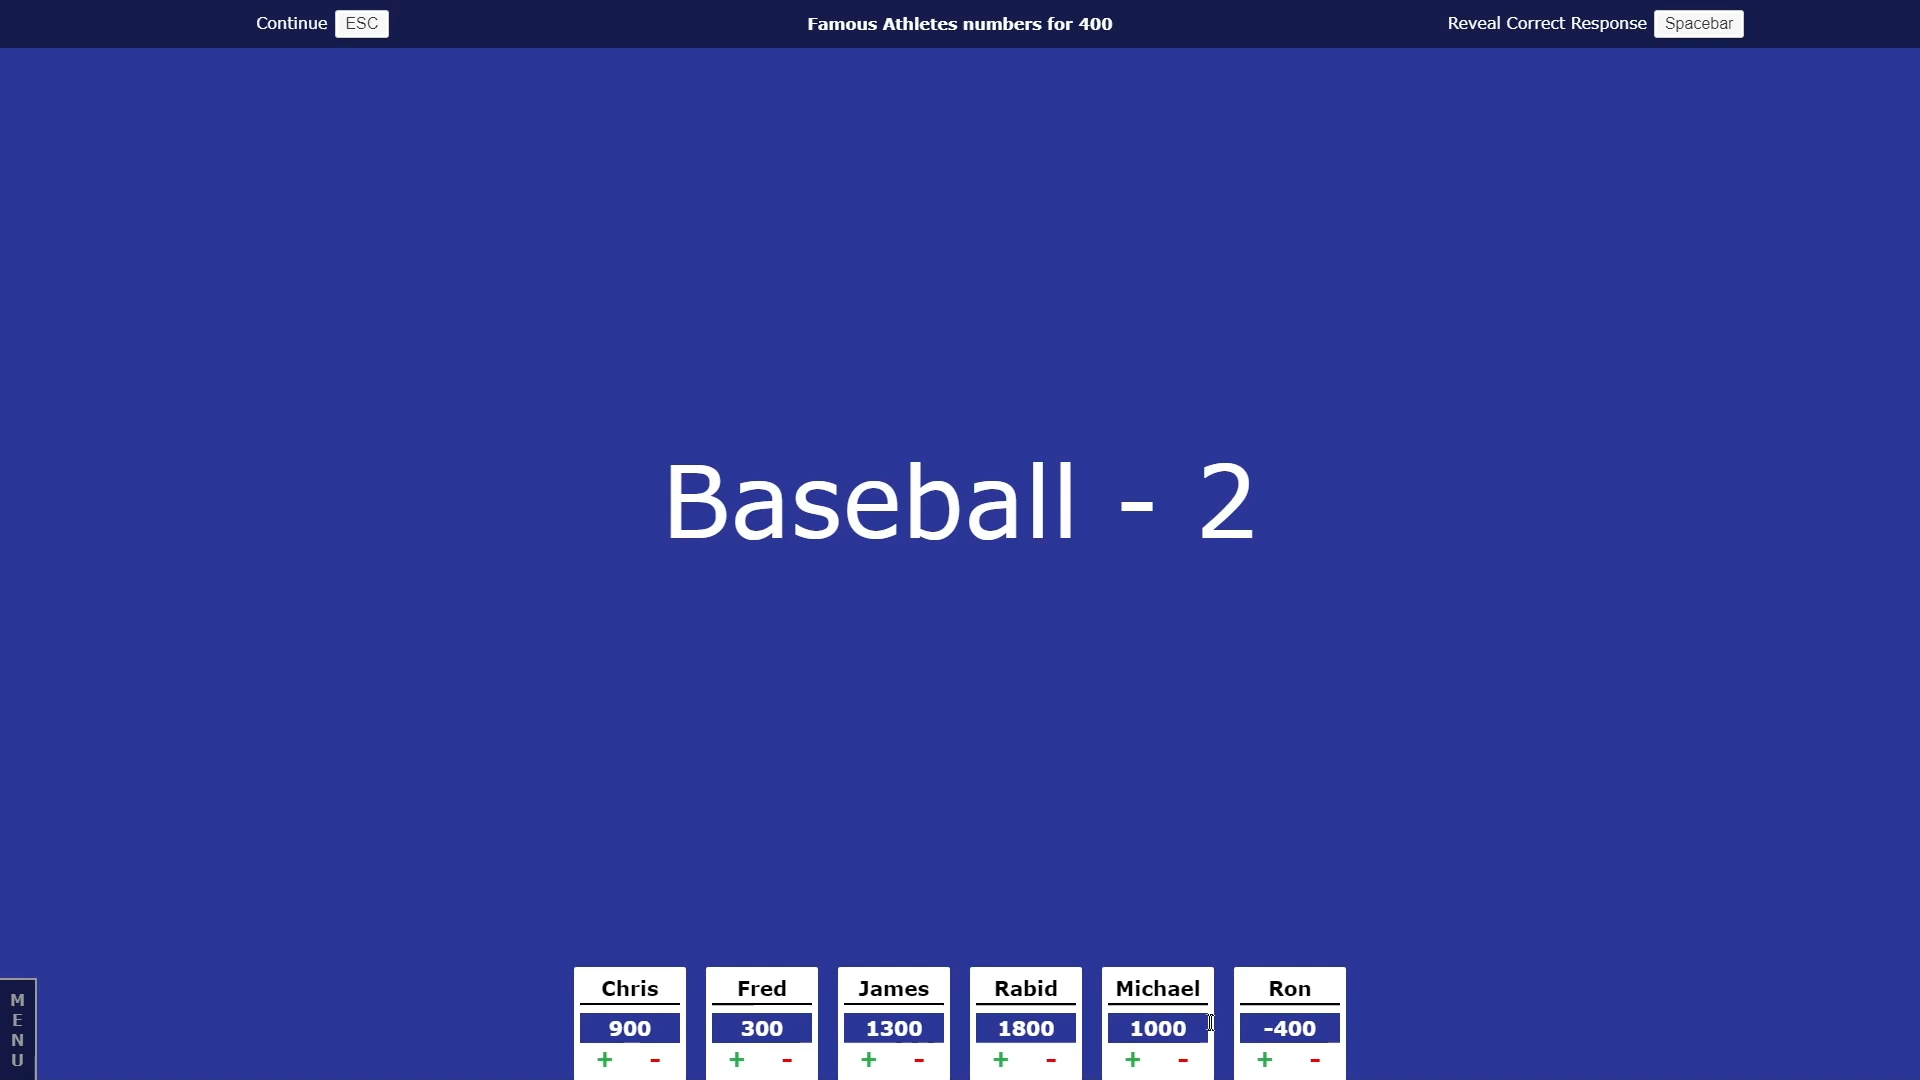 Continue ESC
Famous Athletes numbers for 400
Reveal Correct Response Spacebar
Baseball - 2
MENU
Chris Fred James Rabid Michael Ron
900 300 1300 1800 1000 -400
+ - + - + - + - + - + -